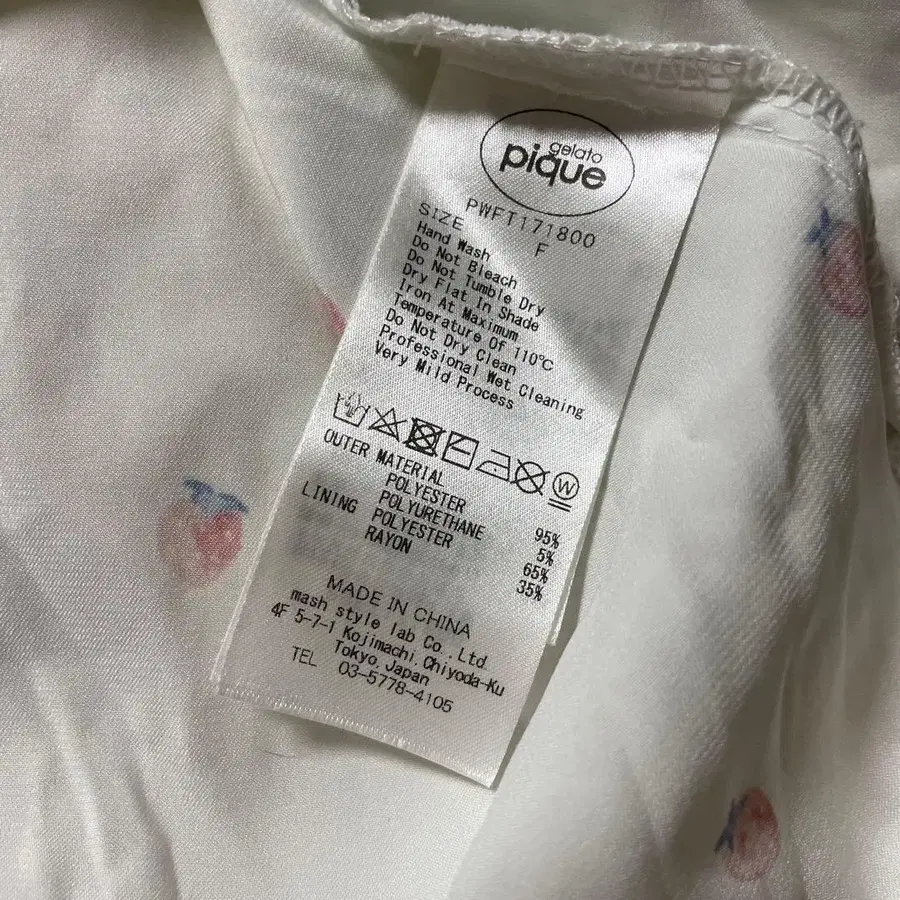 gelato
pique
PWFT171800
SIZE F
Hand Wash
Do Not Bleach
Do Not Tumble Dry
Dry Flat In Shade
Iron At Maximum
Temperature Of 110℃
Do Not Dry Clean
Professional Wet Cleaning
Very Mild Process
W
OUTER MATERIAL
POLYESTER 95%
POLYURETHANE 5%
LINING POLYESTER 65%
RAYON 35%
MADE IN CHINA
mash style lab Co.,Ltd.
4F 5-7-1 Kojimachi,Chiyoda-Ku
Tokyo,Japan
TEL 03-5778-4105